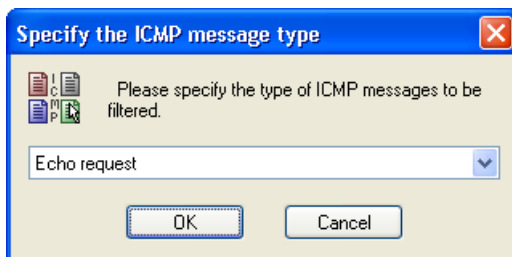 Specify the ICMP message type
Please specify the type of ICMP messages to be
filtered.
Echo request
OK
Cancel